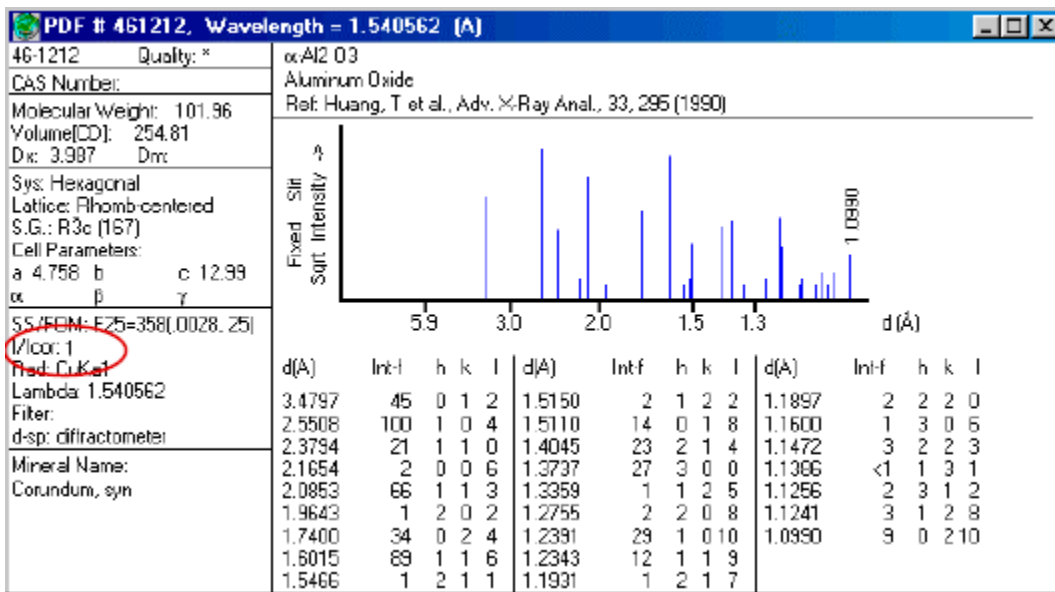 PDF # 461212, Wavelength = 1.540562 (A)
46-1212 Quality: *
CAS Number:
Molecular Weight: 101.96
Volume[CD]: 254.81
Dx: 3.987 Dm:
Sys: Hexagonal
Lattice: Rhomb-centered
S.G.: R3c (167)
Cell Parameters:
a 4.758 b c 12.99
α β γ
SS/FOM: F25=358(.0028, 25)
I/Icor: 1
Rad: CuKa1
Lambda: 1.540562
Filter:
d-sp: diffractometer
Mineral Name:
Corundum, syn
α-Al2 O3
Aluminum Oxide
Ref: Huang, T et al., Adv. X-Ray Anal., 33, 295 (1990)
Fixed Slit
Intensity ->
1.0990
5.9 3.0 2.0 1.5 1.3 d (Å)
d(A) Int-f h k l d(A) Int-f h k l d(A) Int-f h k l
3.4797 45 0 1 2 1.5150 2 1 2 2 1.1897 2 2 2 0
2.5508 100 1 0 4 1.5110 14 0 1 8 1.1600 1 3 0 6
2.3794 21 1 1 0 1.4045 23 2 1 4 1.1472 3 2 2 3
2.1654 2 0 0 6 1.3737 27 3 0 0 1.1386 <1 1 3 1
2.0853 66 1 1 3 1.3359 1 1 2 5 1.1256 2 3 1 2
1.9643 1 2 0 2 1.2755 2 2 0 8 1.1241 3 1 2 8
1.7400 34 0 2 4 1.2391 29 1 0 10 1.0990 9 0 2 10
1.6015 89 1 1 6 1.2343 12 1 1 9
1.5466 1 2 1 1 1.1931 1 2 1 7